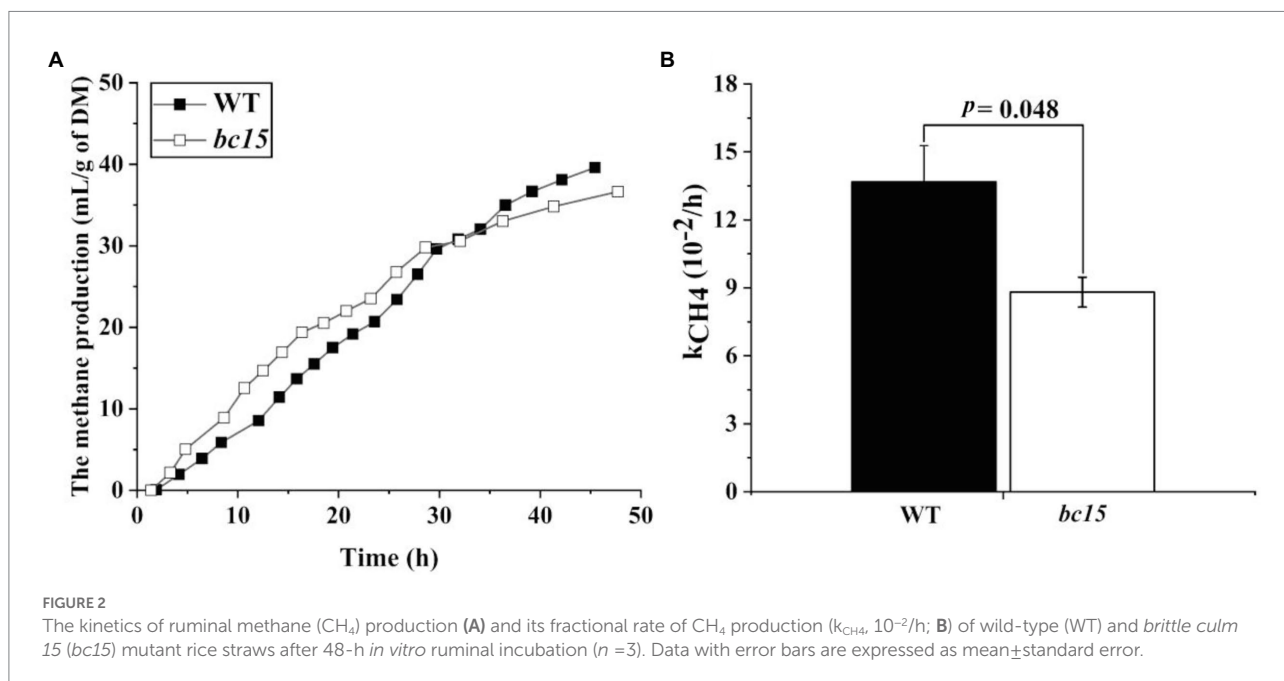 A
The methane production (mL/g of DM)
50
40
30
20
10
0
WT
bc15
0
10
20
30
40
50
Time (h)
B
kCH4 (10⁻²/h)
18
15
12
9
6
3
0
p = 0.048
WT
bc15
FIGURE 2
The kinetics of ruminal methane (CH₄) production (A) and its fractional rate of CH₄ production (k_CH4, 10⁻²/h; B) of wild-type (WT) and brittle culm
15 (bc15) mutant rice straws after 48-h in vitro ruminal incubation (n =3). Data with error bars are expressed as mean±standard error.